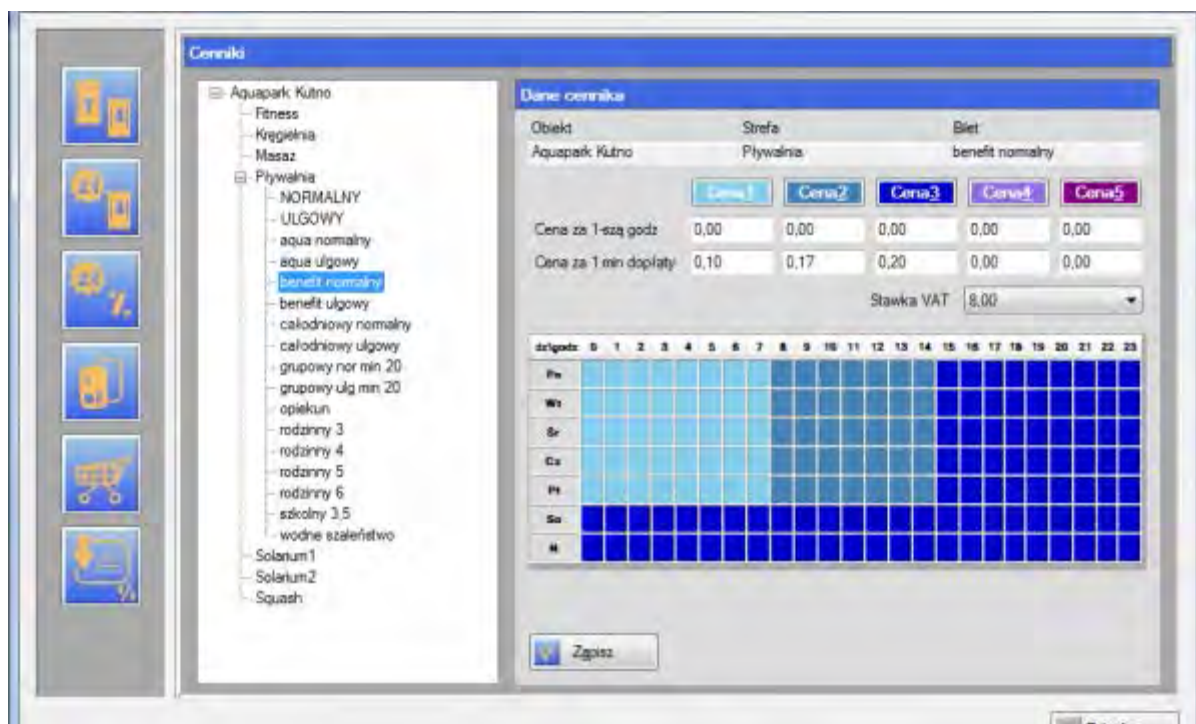 Cenniki
Aquapark Kutno
Fitness
Kręgielnia
Masaż
Pływalnia
NORMALNY
ULGOWY
aqua normalny
aqua ulgowy
benefit normalny
benefit ulgowy
całodniowy normalny
całodniowy ulgowy
grupowy nor min 20
grupowy ulg min 20
opiekun
rodzinny 3
rodzinny 4
rodzinny 5
rodzinny 6
szkolny 3,5
wodne szaleństwo
Solarium1
Solarium2
Squash
Dane cennika
Obiekt Strefa Bilet
Aquapark Kutno Pływalnia benefit normalny
Cena1 Cena2 Cena3 Cena4 Cena5
Cena za 1-szą godz 0,00 0,00 0,00 0,00 0,00
Cena za 1 min dopłaty 0,10 0,17 0,20 0,00 0,00
Stawka VAT 8,00
dz\godz 0 1 2 3 4 5 6 7 8 9 10 11 12 13 14 15 16 17 18 19 20 21 22 23
Pn
Wt
Śr
Cz
Pt
So
N
Zapisz